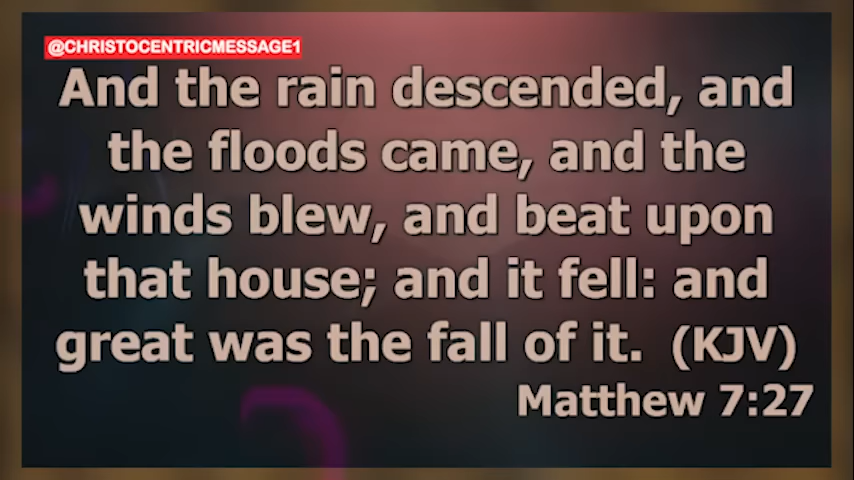 @CHRISTOCENTRICMESSAGE1
And the rain descended, and
the floods came, and the
winds blew, and beat upon
that house; and it fell: and
great was the fall of it. (KJV)
Matthew 7:27